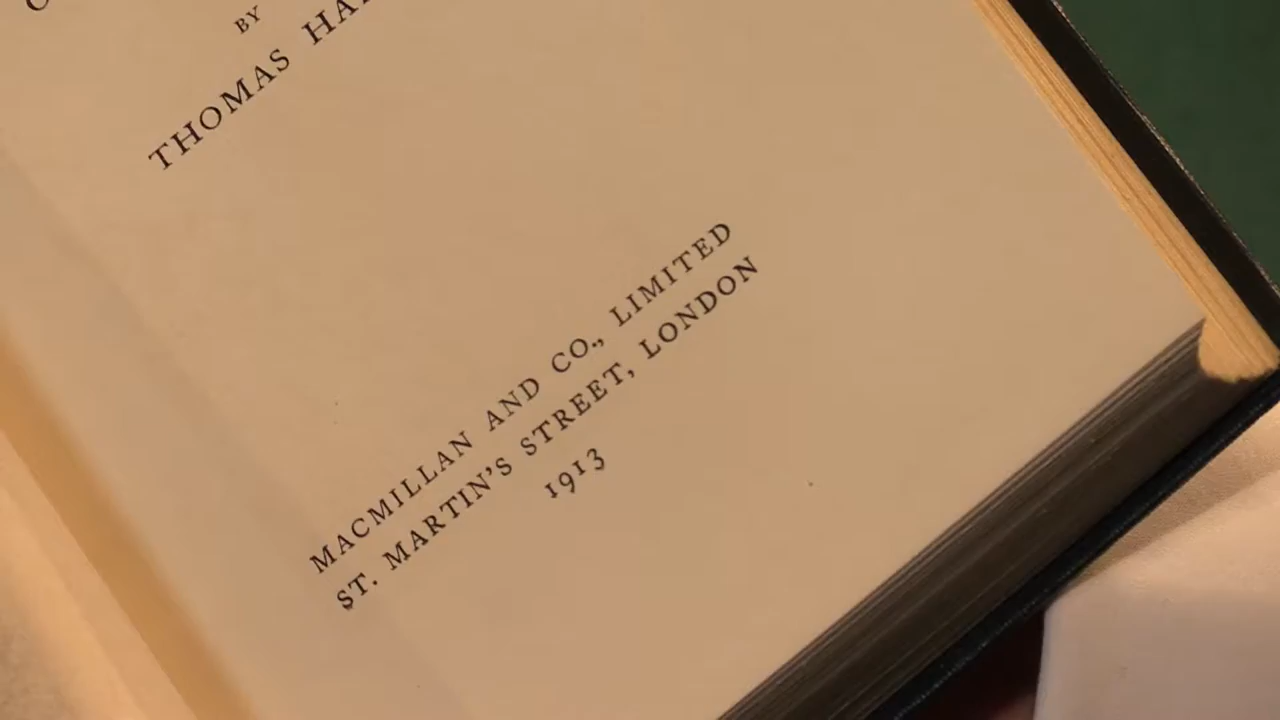 BY
THOMAS
MACMILLAN AND CO., LIMITED
ST. MARTIN'S STREET, LONDON
1913